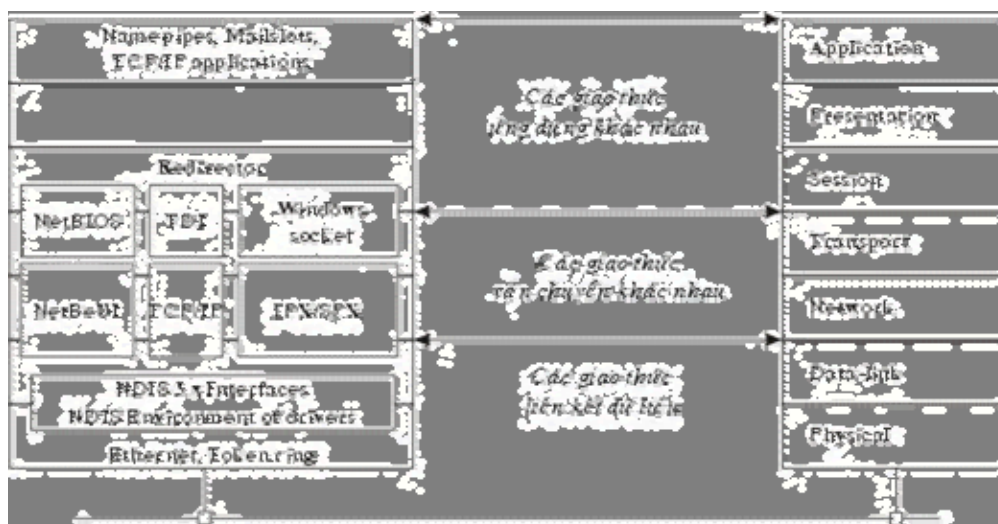 Name pipes, Mailslots,
TCP/IP applications
Redirector
NetBIOS
TDI
Windows
socket
NetBeUI
TCP/IP
IPX/SPX
NDIS Interfaces
NDIS Environment of drivers
Ethernet, Token ring
Các giao thức
ứng dụng khác nhau
Các giao thức
vận chuyển khác nhau
Các giao thức
liên kết dữ liệu
Application
Presentation
Session
Transport
Network
Data-link
Physical